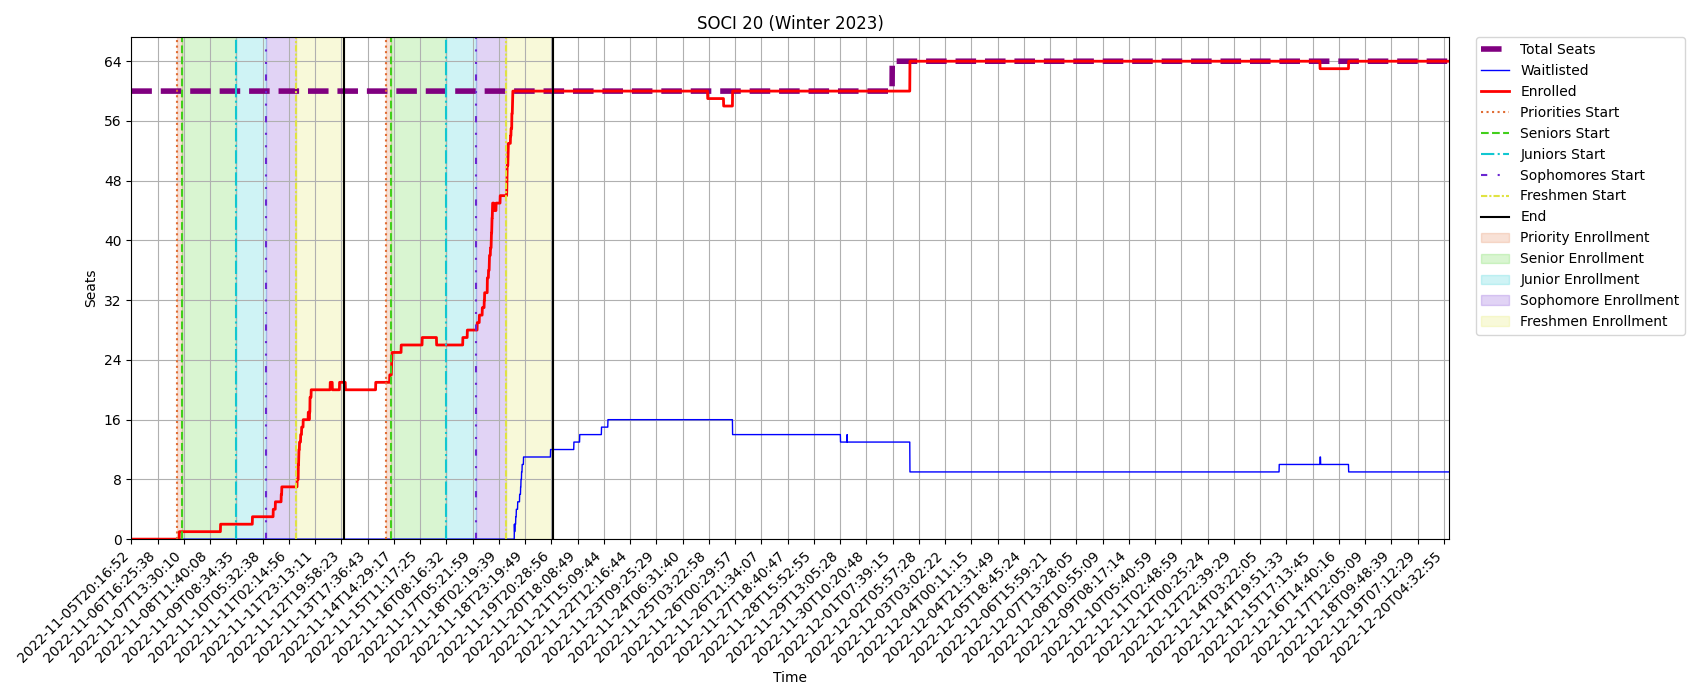 SOCI 20 (Winter 2023)
Seats
64
56
48
40
32
24
16
8
0
2022-11-05T20:16:52
2022-11-06T16:25:38
2022-11-07T13:30:10
2022-11-08T11:40:08
2022-11-09T08:34:35
2022-11-10T05:32:38
2022-11-11T02:14:56
2022-11-11T23:13:11
2022-11-12T19:58:23
2022-11-13T17:36:43
2022-11-14T14:29:17
2022-11-15T11:17:25
2022-11-16T08:16:32
2022-11-17T05:21:59
2022-11-18T02:19:39
2022-11-18T23:19:49
2022-11-19T20:28:56
2022-11-20T18:08:49
2022-11-21T15:09:44
2022-11-22T12:16:44
2022-11-23T09:25:29
2022-11-24T06:31:40
2022-11-25T03:22:58
2022-11-26T00:29:57
2022-11-26T21:34:07
2022-11-27T18:40:47
2022-11-28T15:52:55
2022-11-29T13:05:28
2022-11-30T10:20:48
2022-12-01T07:39:15
2022-12-02T05:57:28
2022-12-03T03:02:22
2022-12-04T00:11:15
2022-12-04T21:31:49
2022-12-05T18:45:24
2022-12-06T15:59:21
2022-12-07T13:28:05
2022-12-08T10:55:09
2022-12-09T08:17:14
2022-12-10T05:40:59
2022-12-11T02:48:59
2022-12-12T00:25:24
2022-12-12T22:39:29
2022-12-14T03:22:05
2022-12-14T19:51:33
2022-12-15T17:13:45
2022-12-16T14:40:16
2022-12-17T12:05:09
2022-12-18T09:48:39
2022-12-19T07:12:29
2022-12-20T04:32:55
Time
Total Seats
Waitlisted
Enrolled
Priorities Start
Seniors Start
Juniors Start
Sophomores Start
Freshmen Start
End
Priority Enrollment
Senior Enrollment
Junior Enrollment
Sophomore Enrollment
Freshmen Enrollment